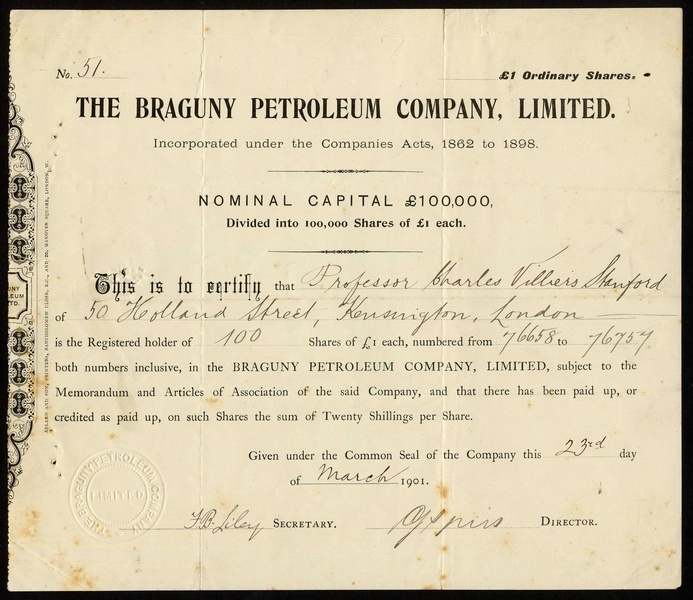 No. 51.
£1 Ordinary Shares.
THE BRAGUNY PETROLEUM COMPANY, LIMITED.
Incorporated under the Companies Acts, 1862 to 1898.
NOMINAL CAPITAL £100,000,
Divided into 100,000 Shares of £1 each.
This is to certify that Professor Charles Villiers Stanford
of 50 Holland Street, Kensington, London
is the Registered holder of 100 Shares of £1 each, numbered from 76658 to 76757
both numbers inclusive, in the BRAGUNY PETROLEUM COMPANY, LIMITED, subject to the
Memorandum and Articles of Association of the said Company, and that there has been paid up, or
credited as paid up, on such Shares the sum of Twenty Shillings per Share.
Given under the Common Seal of the Company this 23rd day
of March 1901.
F.B. Liley SECRETARY. DIRECTOR.
THE BRAGUNY PETROLEUM COMPANY
LIMITED